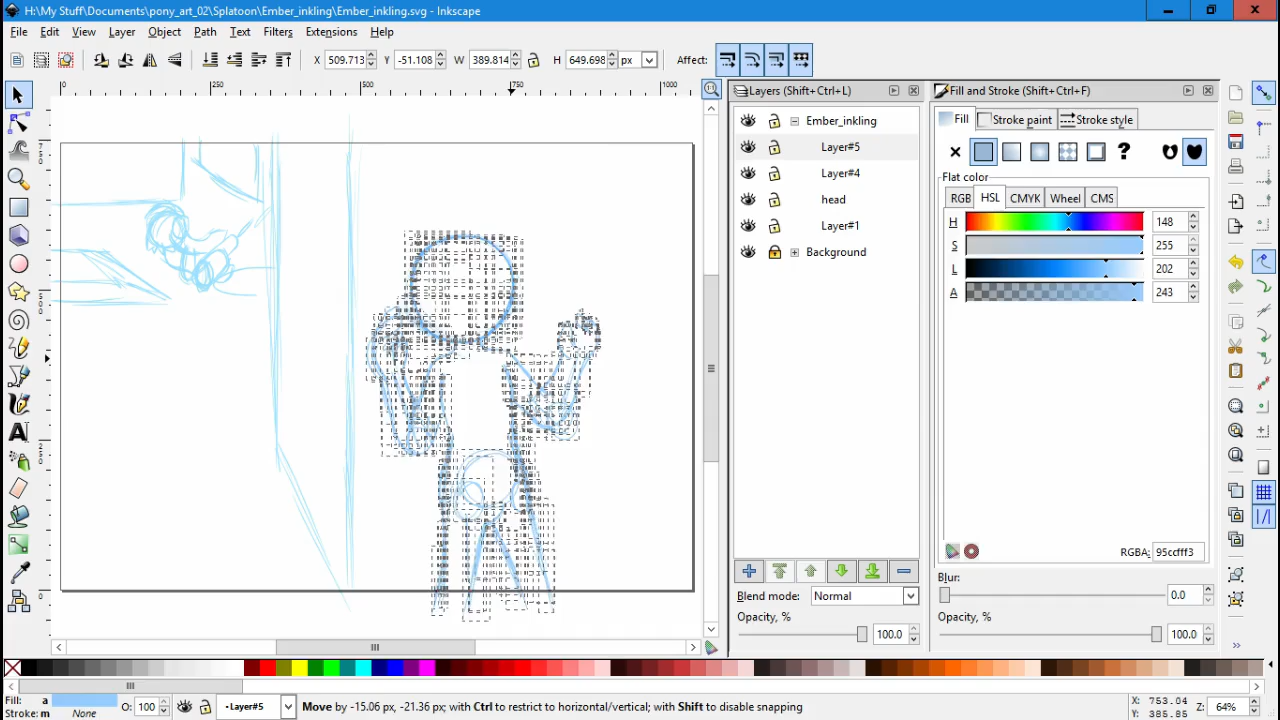 H:\My Stuff\Documents\pony_art_02\Splatoon\Ember_inkling\Ember_inkling.svg - Inkscape
File Edit View Layer Object Path Text Filters Extensions Help
X 509.713 Y -51.108 W 389.814 H 649.698 px Affect:
0 250 500 750 1000
Layers (Shift+Ctrl+L)
Fill and Stroke (Shift+Ctrl+F)
Ember_inkling
Layer#5
Layer#4
head
Layer#1
Background
Fill Stroke paint Stroke style
?
Flat color
RGB HSL CMYK Wheel CMS
H 148
S 255
L 202
A 243
RGBA: 95ccfff3
Blend mode: Normal
Opacity, % 100.0
Blur:
0.0
Opacity, %
100.0
Fill: a
Stroke: m None
O: 100
•Layer#5
Move by -15.06 px, -21.36 px; with Ctrl to restrict to horizontal/vertical; with Shift to disable snapping
X: 753.04
Y: 385.85
Z: 64%